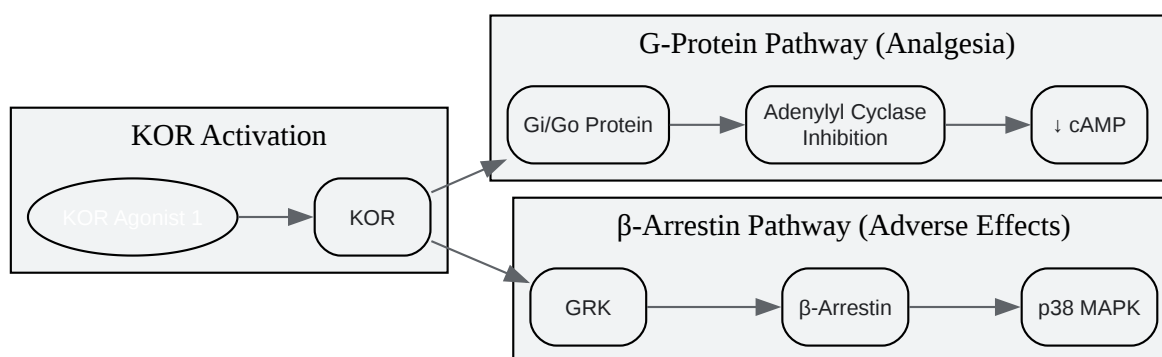 KOR Activation
KOR Agonist 1
KOR
G-Protein Pathway (Analgesia)
Gi/Go Protein
Adenylyl Cyclase
Inhibition
↓ cAMP
β-Arrestin Pathway (Adverse Effects)
GRK
β-Arrestin
p38 MAPK